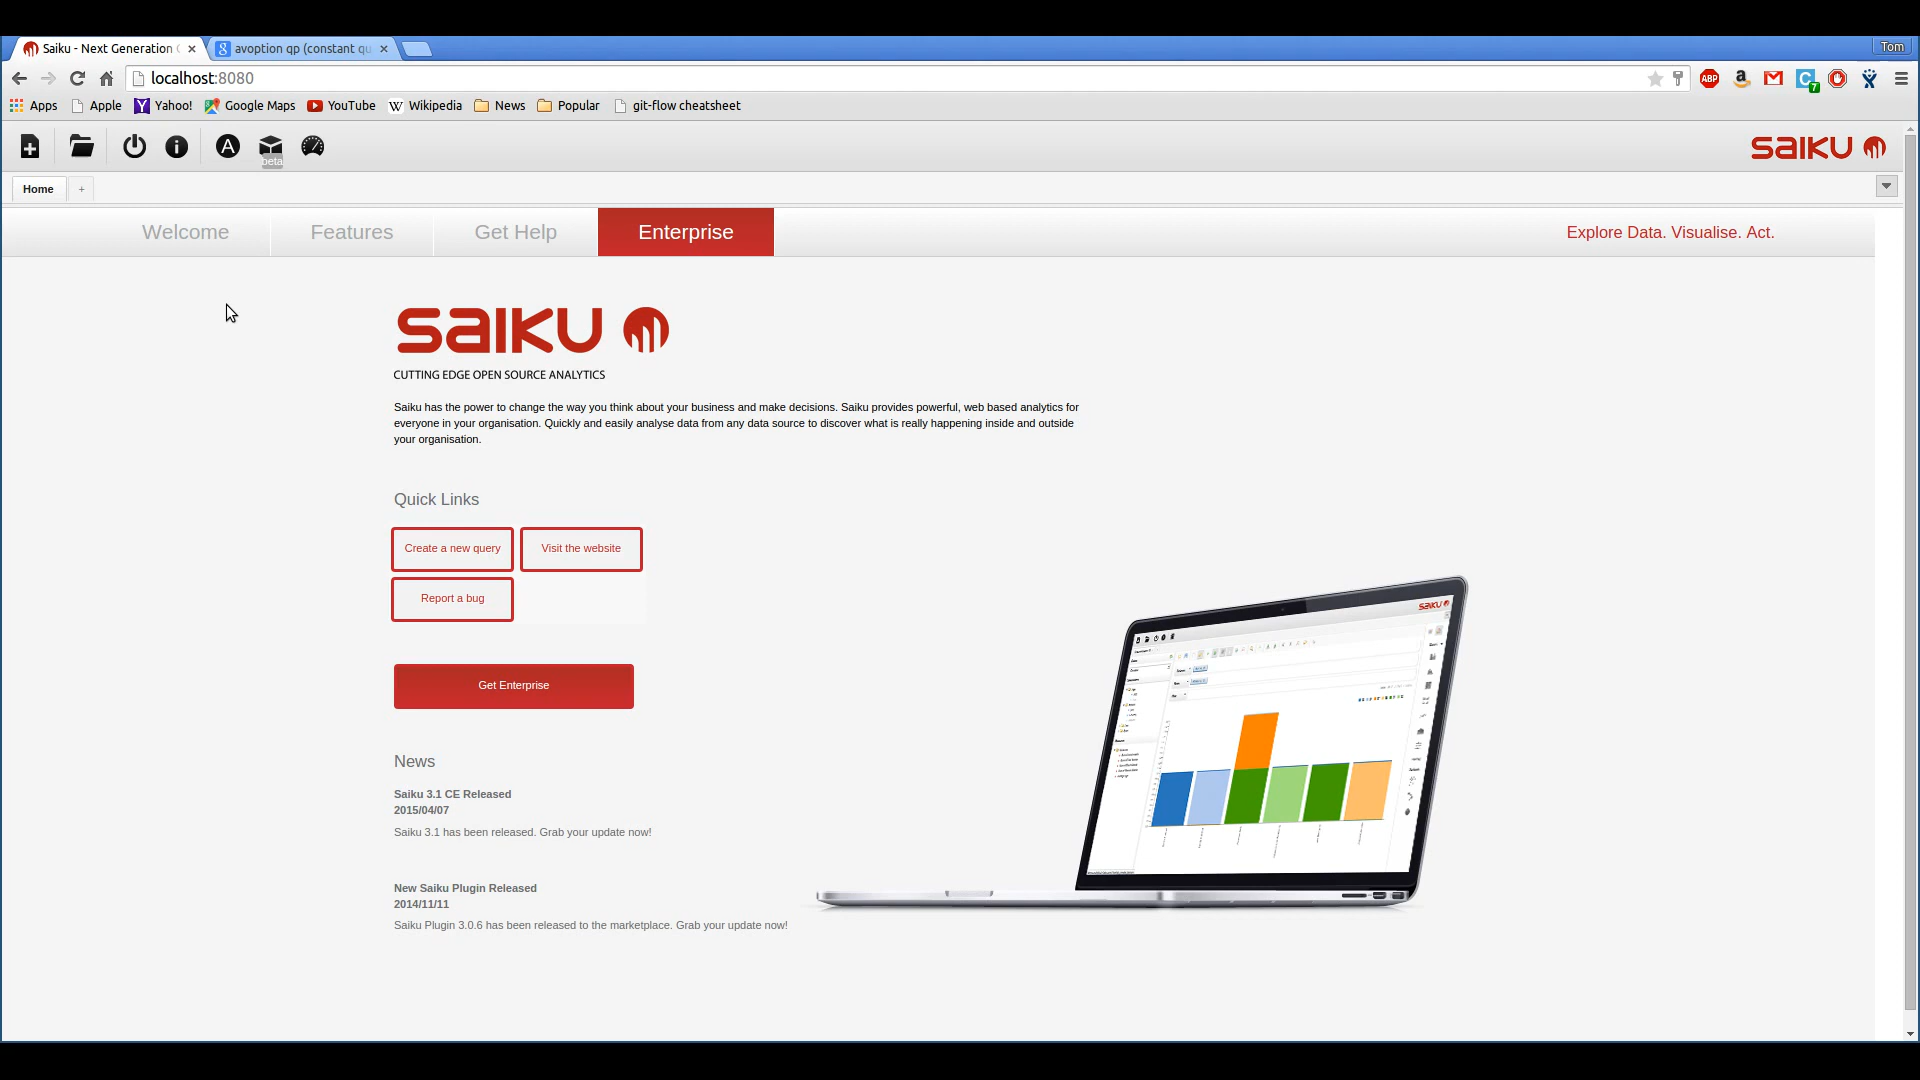 Saiku - Next Generation
avoption qp (constant qu
Tom
localhost:8080
Apps
Apple
Yahoo!
Google Maps
YouTube
Wikipedia
News
Popular
git-flow cheatsheet
beta
saiku
Home
+
Welcome
Features
Get Help
Enterprise
Explore Data. Visualise. Act.
saiku
CUTTING EDGE OPEN SOURCE ANALYTICS
Saiku has the power to change the way you think about your business and make decisions. Saiku provides powerful, web based analytics for
everyone in your organisation. Quickly and easily analyse data from any data source to discover what is really happening inside and outside
your organisation.
Quick Links
Create a new query
Visit the website
Report a bug
Get Enterprise
News
Saiku 3.1 CE Released
2015/04/07
Saiku 3.1 has been released. Grab your update now!
New Saiku Plugin Released
2014/11/11
Saiku Plugin 3.0.6 has been released to the marketplace. Grab your update now!
saiku